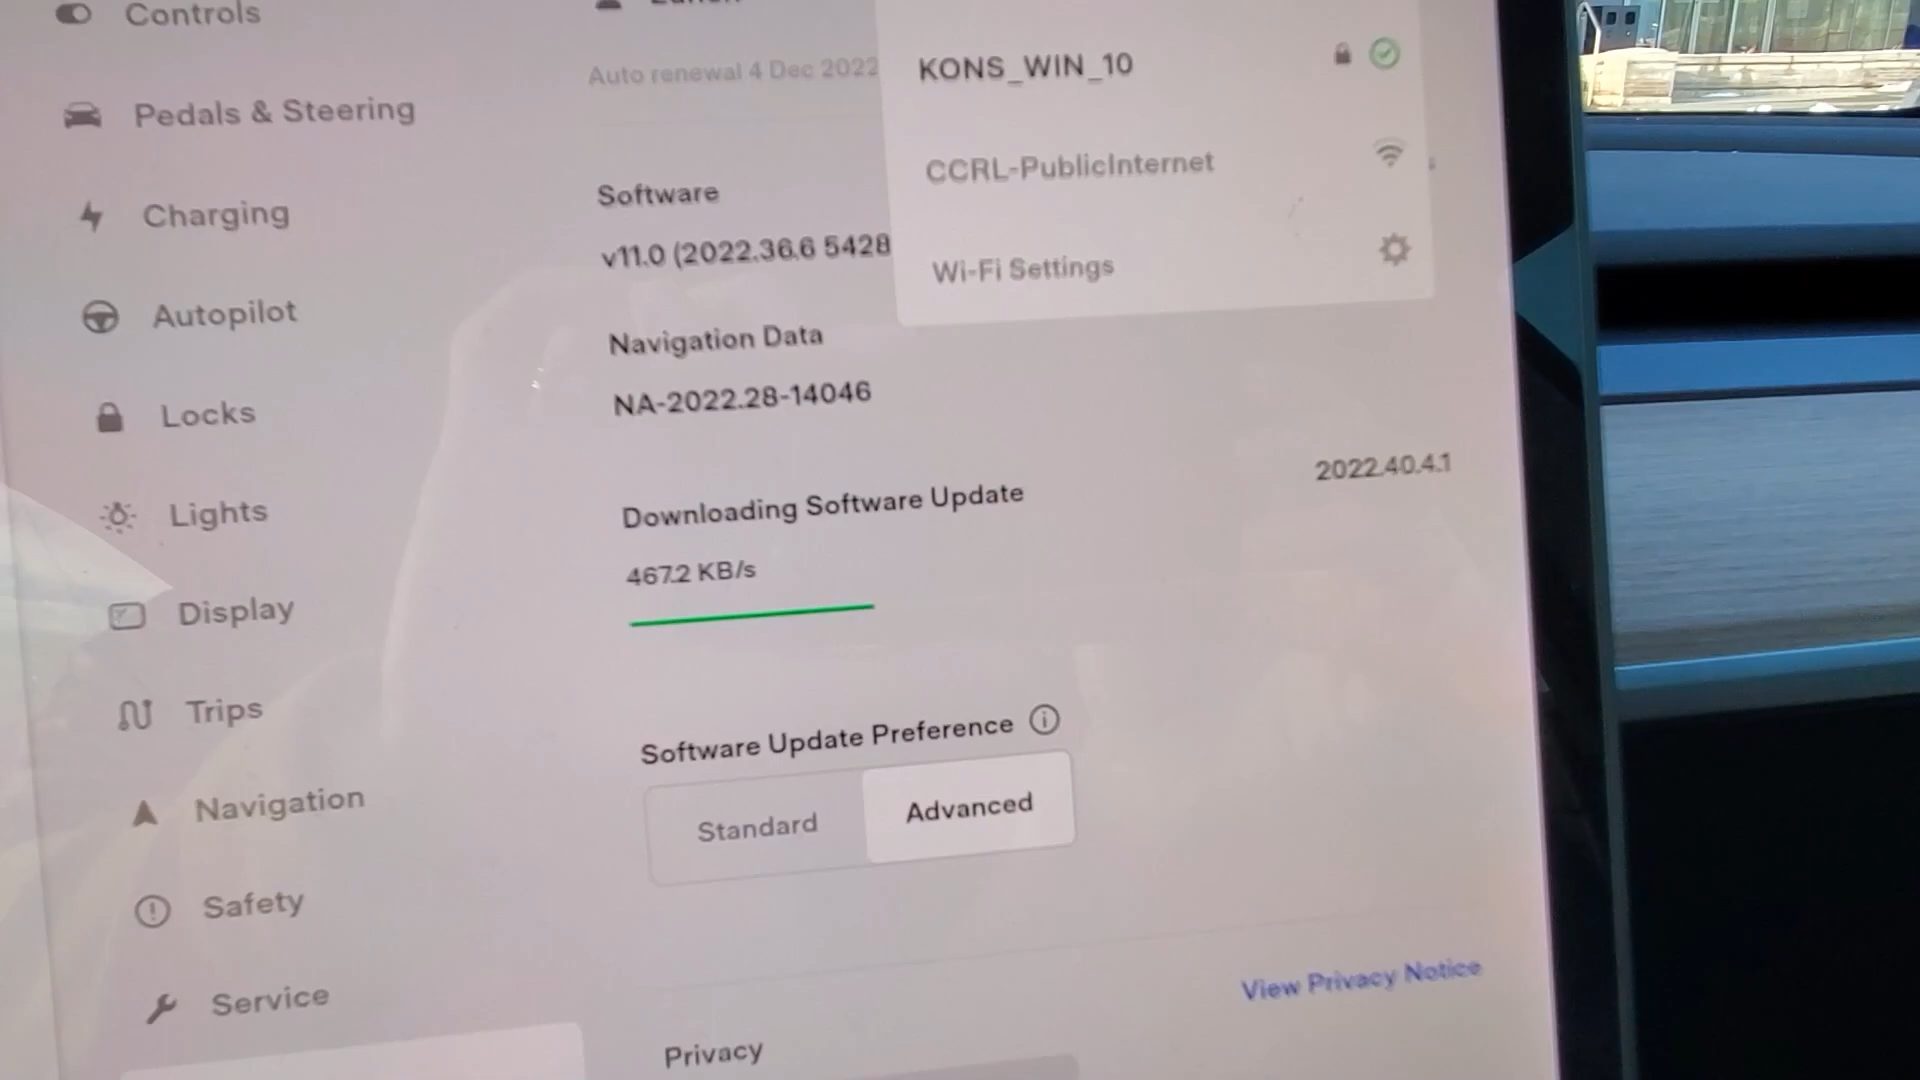 Controls
Pedals & Steering
Charging
Autopilot
Locks
Lights
Display
Trips
Navigation
Safety
Service
Auto renewal 4 Dec 2022
Software
v11.0 (2022.36.6 5428
Navigation Data
NA-2022.28-14046
Downloading Software Update
2022.40.4.1
467.2 KB/s
Software Update Preference
Standard
Advanced
View Privacy Notice
Privacy
KONS_WIN_10
CCRL-PublicInternet
Wi-Fi Settings